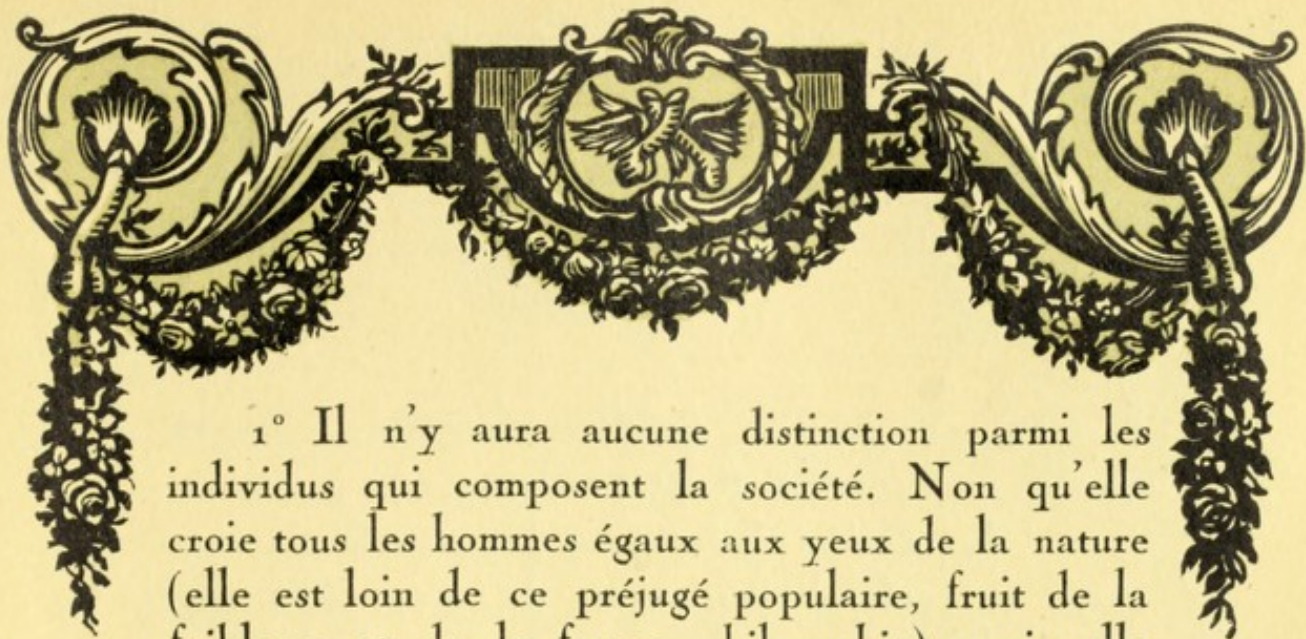 1° Il n'y aura aucune distinction parmi les
individus qui composent la société. Non qu'elle
croie tous les hommes égaux aux yeux de la nature
(elle est loin de ce préjugé populaire, fruit de la